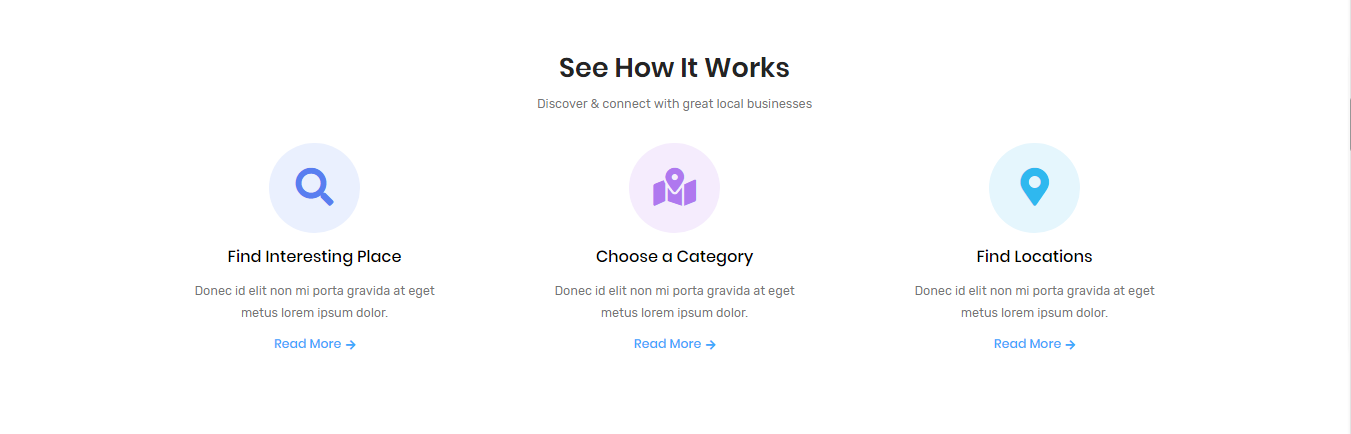 See How It Works
Discover & connect with great local businesses
Find Interesting Place
Donec id elit non mi porta gravida at eget
metus lorem ipsum dolor.
Read More →
Choose a Category
Donec id elit non mi porta gravida at eget
metus lorem ipsum dolor.
Read More →
Find Locations
Donec id elit non mi porta gravida at eget
metus lorem ipsum dolor.
Read More →